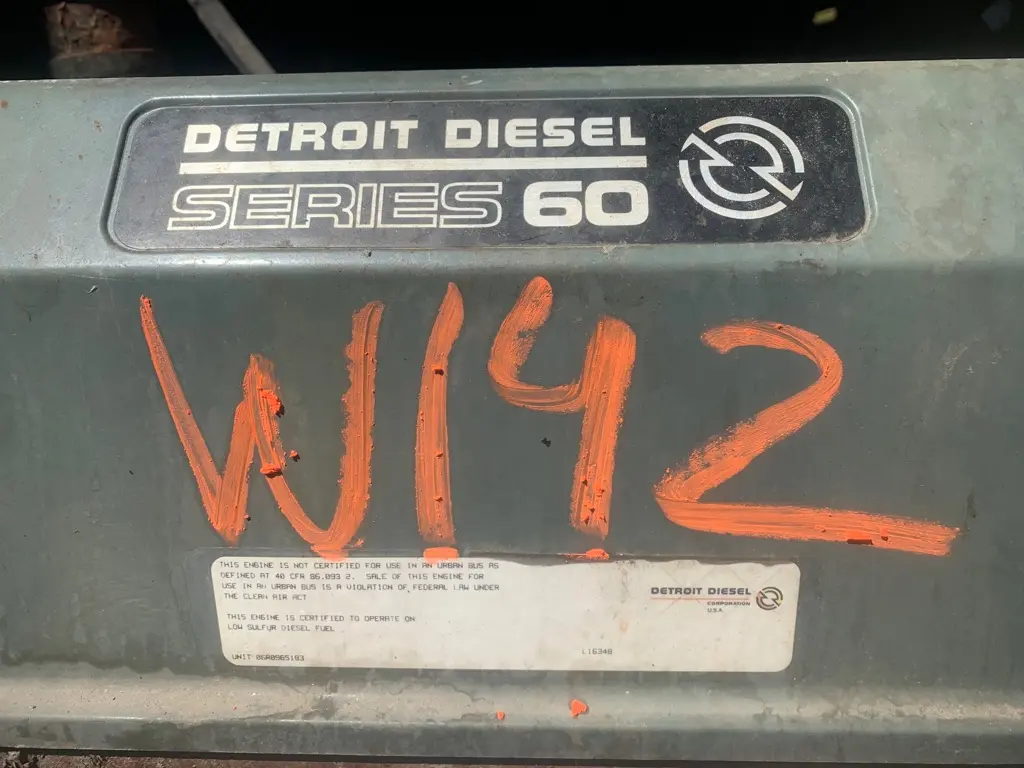 DETROIT DIESEL
SERIES 60
W142
THIS ENGINE IS NOT CERTIFIED FOR USE IN AN URBAN BUS AS
DEFINED AT 40 CFR 86.093 2. SALE OF THIS ENGINE FOR
USE IN AN URBAN BUS IS A VIOLATION OF FEDERAL LAW UNDER
THE CLEAN AIR ACT
THIS ENGINE IS CERTIFIED TO OPERATE ON
LOW SULFUR DIESEL FUEL
UNIT 06R0965183
L16348
DETROIT DIESEL
CORPORATION
U.S.A.